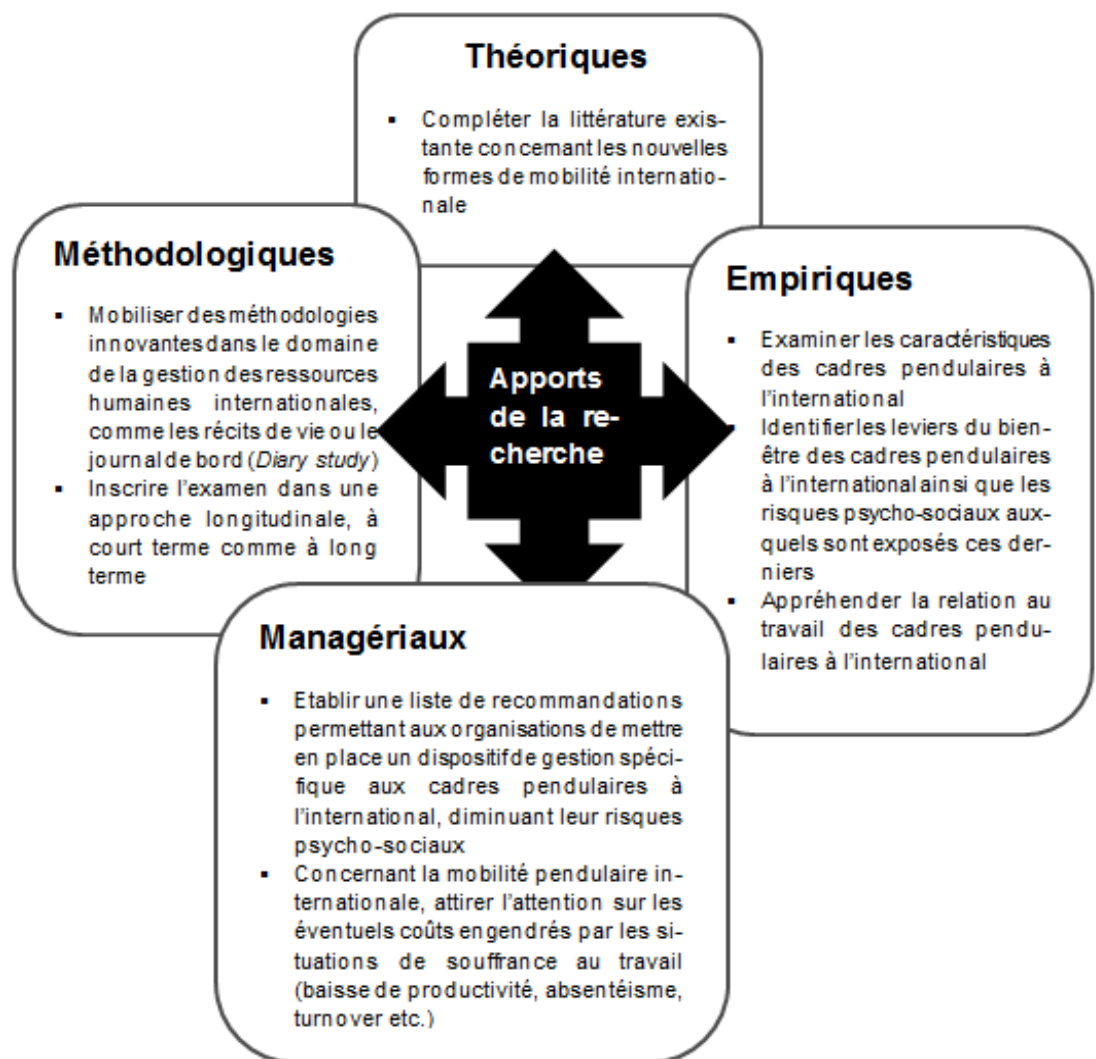 Théoriques
▪ Compléter la littérature exis-
tante concernant les nouvelles
formes de mobilité internatio-
nale
Méthodologiques
▪ Mobiliser des méthodologies
innovantes dans le domaine
de la gestion des ressources
humaines internationales,
comme les récits de vie ou le
journal de bord (Diary study)
▪ Inscrire l'examen dans une
approche longitudinale, à
court terme comme à long
terme
Apports
de la re-
cherche
Empiriques
▪ Examiner les caractéristiques
des cadres pendulaires à
l'international
▪ Identifier les leviers du bien-
être des cadres pendulaires
à l'international ainsi que les
risques psycho-sociaux aux-
quels sont exposés ces der-
niers
▪ Appréhender la relation au
travail des cadres pendu-
laires à l'international
Managériaux
▪ Etablir une liste de recommandations
permettant aux organisations de mettre
en place un dispositif de gestion spéci-
fique aux cadres pendulaires à
l'international, diminuant leur risques
psycho-sociaux
▪ Concernant la mobilité pendulaire in-
ternationale, attirer l'attention sur les
éventuels coûts engendrés par les si-
tuations de souffrance au travail
(baisse de productivité, absentéisme,
turnover etc.)